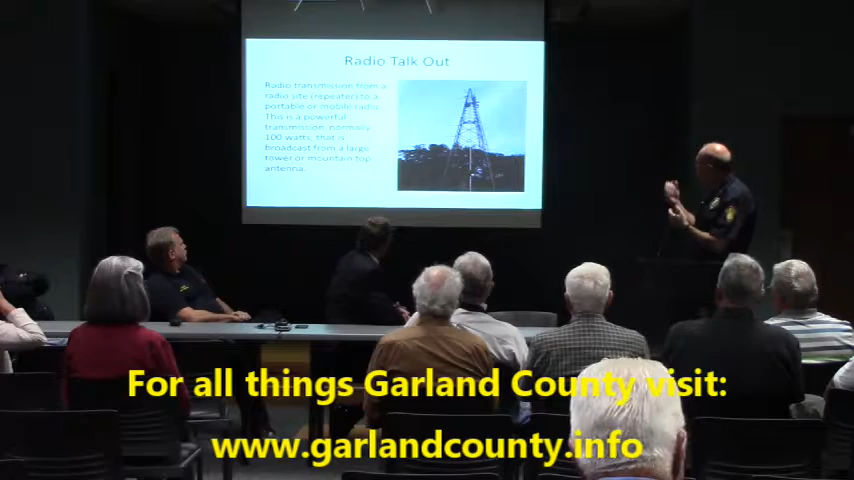 Radio Talk Out
Radio transmission from a
radio site (repeater) to a
portable or mobile radio.
This is a powerful
transmission, normally
100 watts, that is
broadcast from a large
tower or mountain top
antenna.
For all things Garland County visit:
www.garlandcounty.info